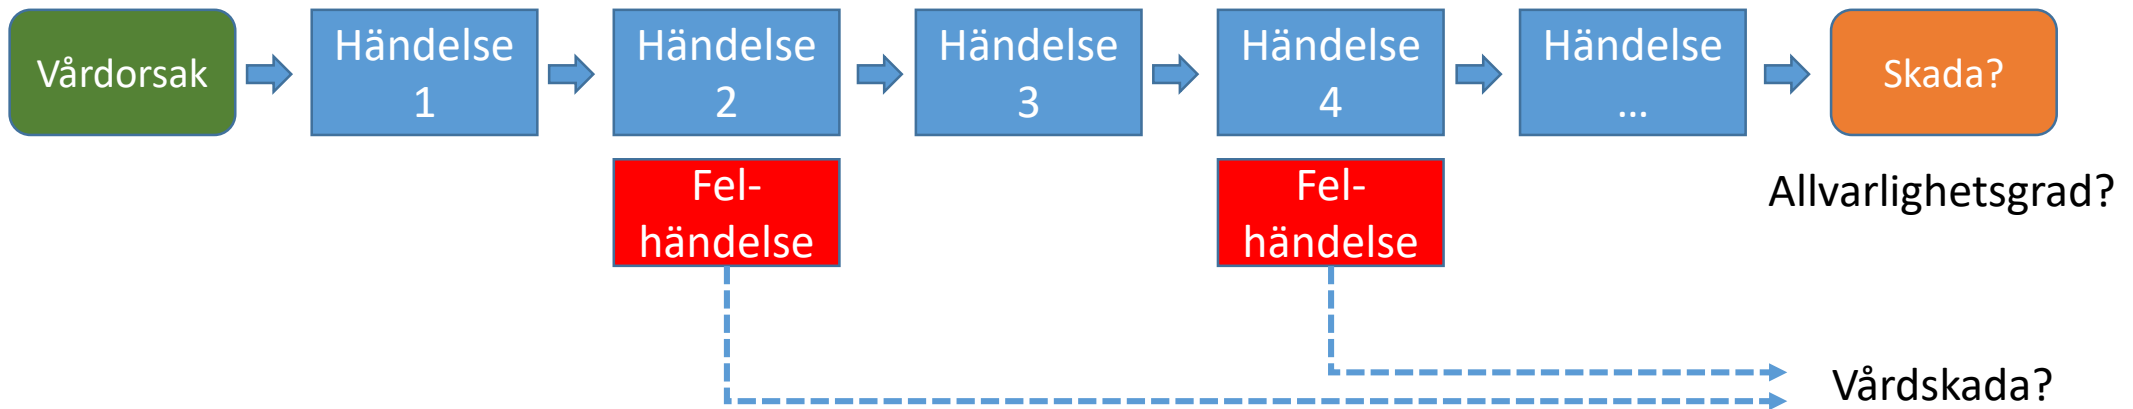 Vårdorsak
Händelse
1
Händelse
2
Händelse
3
Händelse
4
Händelse
...
Skada?
Fel-
händelse
Fel-
händelse
Allvarlighetsgrad?
Vårdskada?